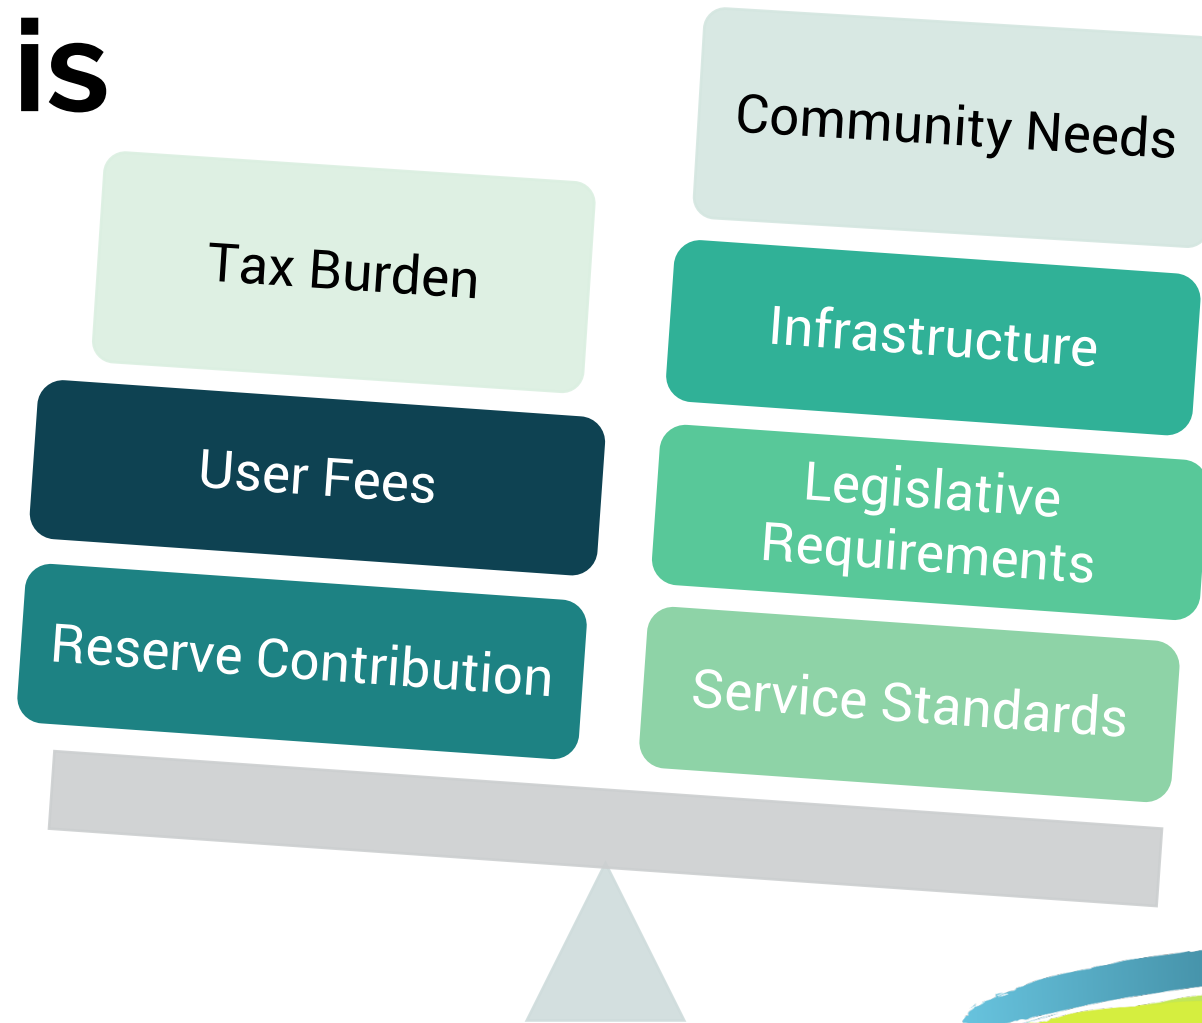 is
Tax Burden
User Fees
Reserve Contribution
Community Needs
Infrastructure
Legislative
Requirements
Service Standards